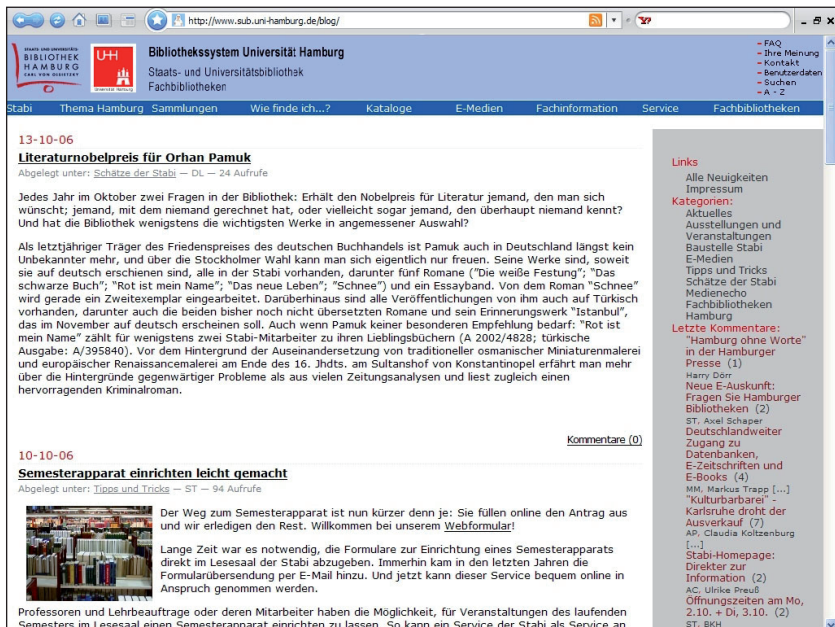 http://www.sub.uni-hamburg.de/blog/
STAATS- UND UNIVERSITÄTS-
BIBLIOTHEK
HAMBURG
CARL VON OSSIETZKY
UH
Universität Hamburg
Bibliothekssystem Universität Hamburg
Staats- und Universitätsbibliothek
Fachbibliotheken
– FAQ
– Ihre Meinung
– Kontakt
– Benutzerdaten
– Suchen
– A - Z
Stabi Thema Hamburg Sammlungen Wie finde ich...? Kataloge E-Medien Fachinformation Service Fachbibliotheken
13-10-06
Literaturnobelpreis für Orhan Pamuk
Abgelegt unter: Schätze der Stabi — DL — 24 Aufrufe
Jedes Jahr im Oktober zwei Fragen in der Bibliothek: Erhält den Nobelpreis für Literatur jemand, den man sich
wünscht; jemand, mit dem niemand gerechnet hat, oder vielleicht sogar jemand, den überhaupt niemand kennt?
Und hat die Bibliothek wenigstens die wichtigsten Werke in angemessener Auswahl?
Als letztjähriger Träger des Friedenspreises des deutschen Buchhandels ist Pamuk auch in Deutschland längst kein
Unbekannter mehr, und über die Stockholmer Wahl kann man sich eigentlich nur freuen. Seine Werke sind, soweit
sie auf deutsch erschienen sind, alle in der Stabi vorhanden, darunter fünf Romane ("Die weiße Festung"; "Das
schwarze Buch"; "Rot ist mein Name"; "Das neue Leben"; "Schnee") und ein Essayband. Von dem Roman "Schnee"
wird gerade ein Zweitexemplar eingearbeitet. Darüberhinaus sind alle Veröffentlichungen von ihm auch auf Türkisch
vorhanden, darunter auch die beiden bisher noch nicht übersetzten Romane und sein Erinnerungswerk "Istanbul",
das im November auf deutsch erscheinen soll. Auch wenn Pamuk keiner besonderen Empfehlung bedarf: "Rot ist
mein Name" zählt für wenigstens zwei Stabi-Mitarbeiter zu ihren Lieblingsbüchern (A 2002/4828; türkische
Ausgabe: A/395840). Vor dem Hintergrund der Auseinandersetzung von traditioneller osmanischer Miniaturenmalerei
und europäischer Renaissancemalerei am Ende des 16. Jhdts. am Sultanshof von Konstantinopel erfährt man mehr
über die Hintergründe gegenwärtiger Probleme als aus vielen Zeitungsanalysen und liest zugleich einen
hervorragenden Kriminalroman.
Kommentare (0)
10-10-06
Semesterapparat einrichten leicht gemacht
Abgelegt unter: Tipps und Tricks — ST — 94 Aufrufe
Der Weg zum Semesterapparat ist nun kürzer denn je: Sie füllen online den Antrag aus
und wir erledigen den Rest. Willkommen bei unserem Webformular!
Lange Zeit war es notwendig, die Formulare zur Einrichtung eines Semesterapparats
direkt im Lesesaal der Stabi abzugeben. Immerhin kam in den letzten Jahren die
Formularübersendung per E-Mail hinzu. Und jetzt kann dieser Service bequem online in
Anspruch genommen werden.
Professoren und Lehrbeauftrage oder deren Mitarbeiter haben die Möglichkeit, für Veranstaltungen des laufenden
Semesters im Lesesaal einen Semesterapparat einrichten zu lassen. So kann ein Service der Stabi als Service an
Links
Alle Neuigkeiten
Impressum
Kategorien:
Aktuelles
Ausstellungen und
Veranstaltungen
Baustelle Stabi
E-Medien
Tipps und Tricks
Schätze der Stabi
Medienecho
Fachbibliotheken
Hamburg
Letzte Kommentare:
"Hamburg ohne Worte"
in der Hamburger
Presse (1)
Harry Dörr
Neue E-Auskunft:
Fragen Sie Hamburger
Bibliotheken (2)
ST, Axel Schaper
Deutschlandweiter
Zugang zu
Datenbanken,
E-Zeitschriften und
E-Books (4)
MM, Markus Trapp [...]
"Kulturbarbarei" -
Karlsruhe droht der
Ausverkauf (7)
AP, Claudia Koltzenburg
[...]
Stabi-Homepage:
Direkter zur
Information (2)
AC, Ulrike Preuß
Öffnungszeiten am Mo,
2.10. + Di, 3.10. (2)
ST, BKH